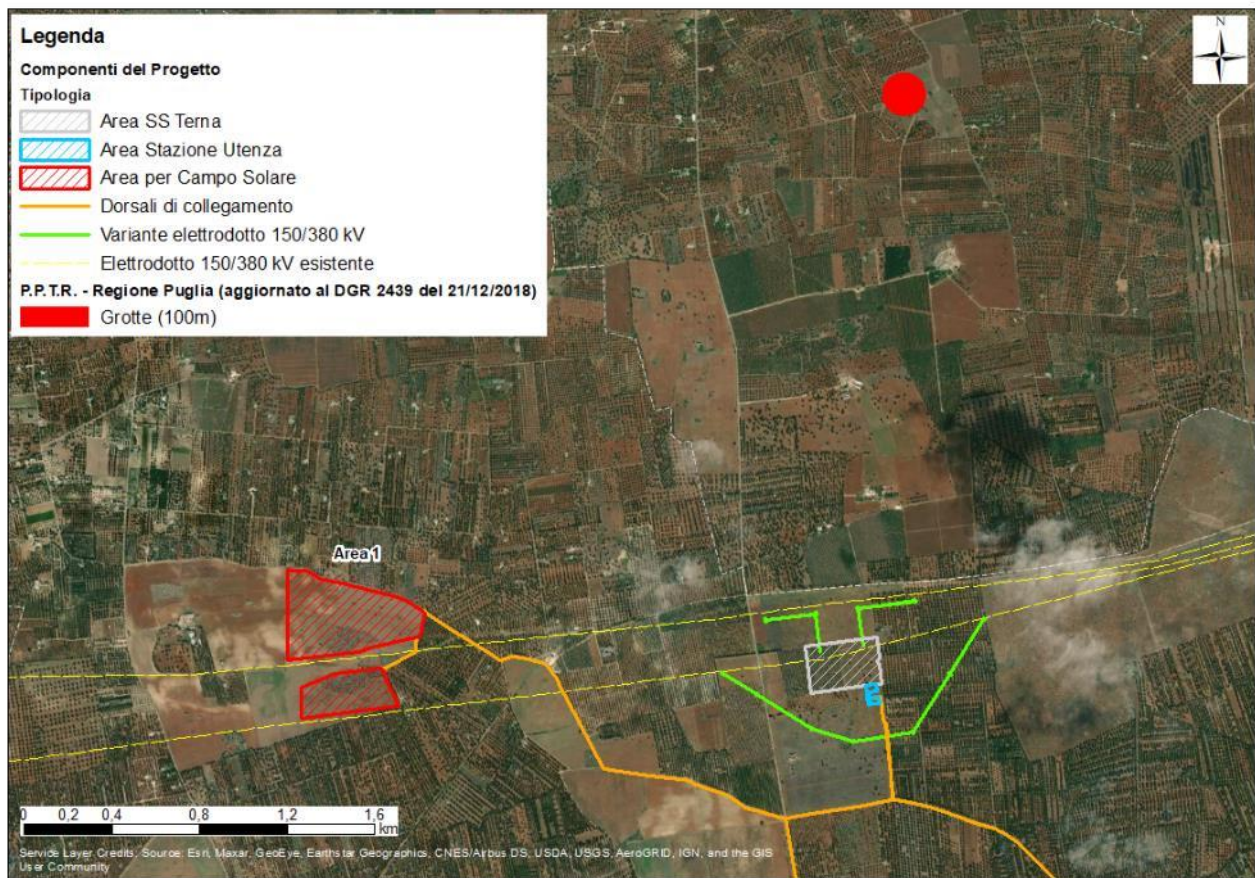 Legenda
Componenti del Progetto
Tipologia
Area SS Terna
Area Stazione Utenza
Area per Campo Solare
Dorsali di collegamento
Variante elettrodotto 150/380 kV
Elettrodotto 150/380 kV esistente
P.P.T.R. - Regione Puglia (aggiornato al DGR 2439 del 21/12/2018)
Grotte (100m)
N
Area 1
0 0,2 0,4 0,8 1,2 1,6
km
Service Layer Credits: Source: Esri, Maxar, GeoEye, Earthstar Geographics, CNES/Airbus DS, USDA, USGS, AeroGRID, IGN, and the GIS
User Community